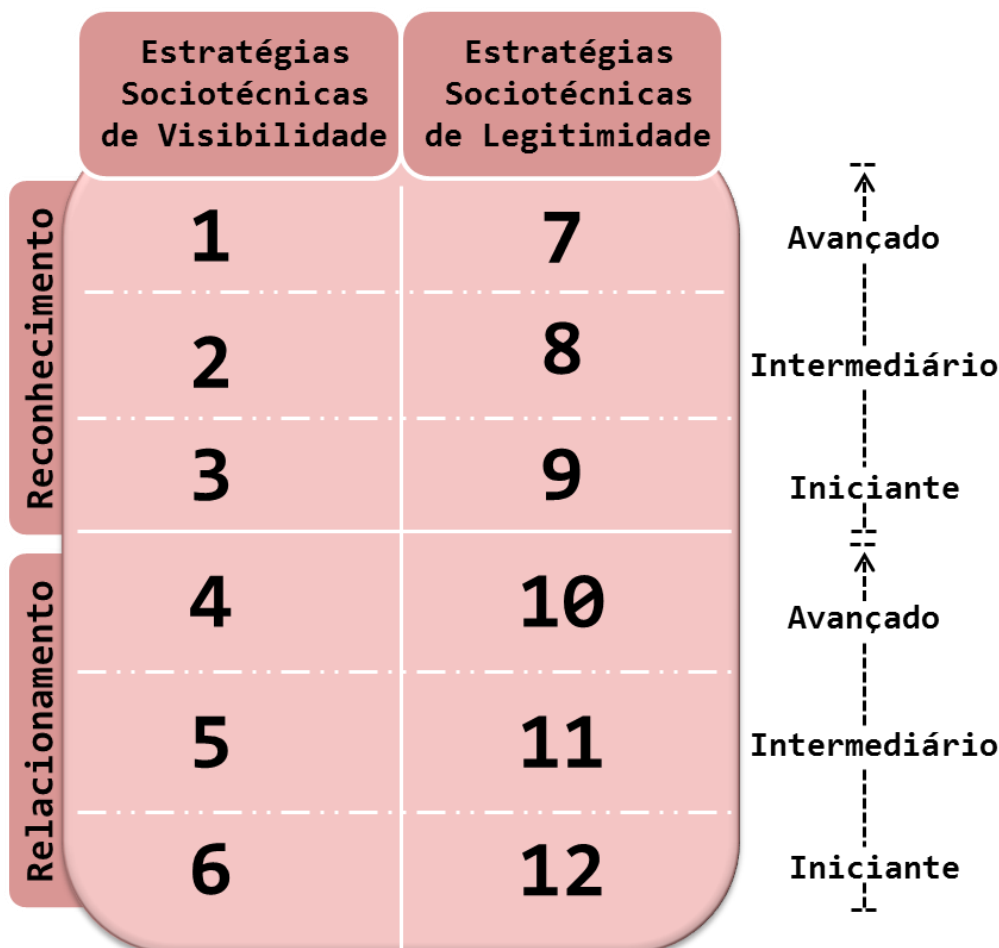 Estratégias
Sociotécnicas
de Visibilidade
Estratégias
Sociotécnicas
de Legitimidade
Reconhecimento
1
7
Avançado
2
8
Intermediário
3
9
Iniciante
Relacionamento
4
10
Avançado
5
11
Intermediário
6
12
Iniciante